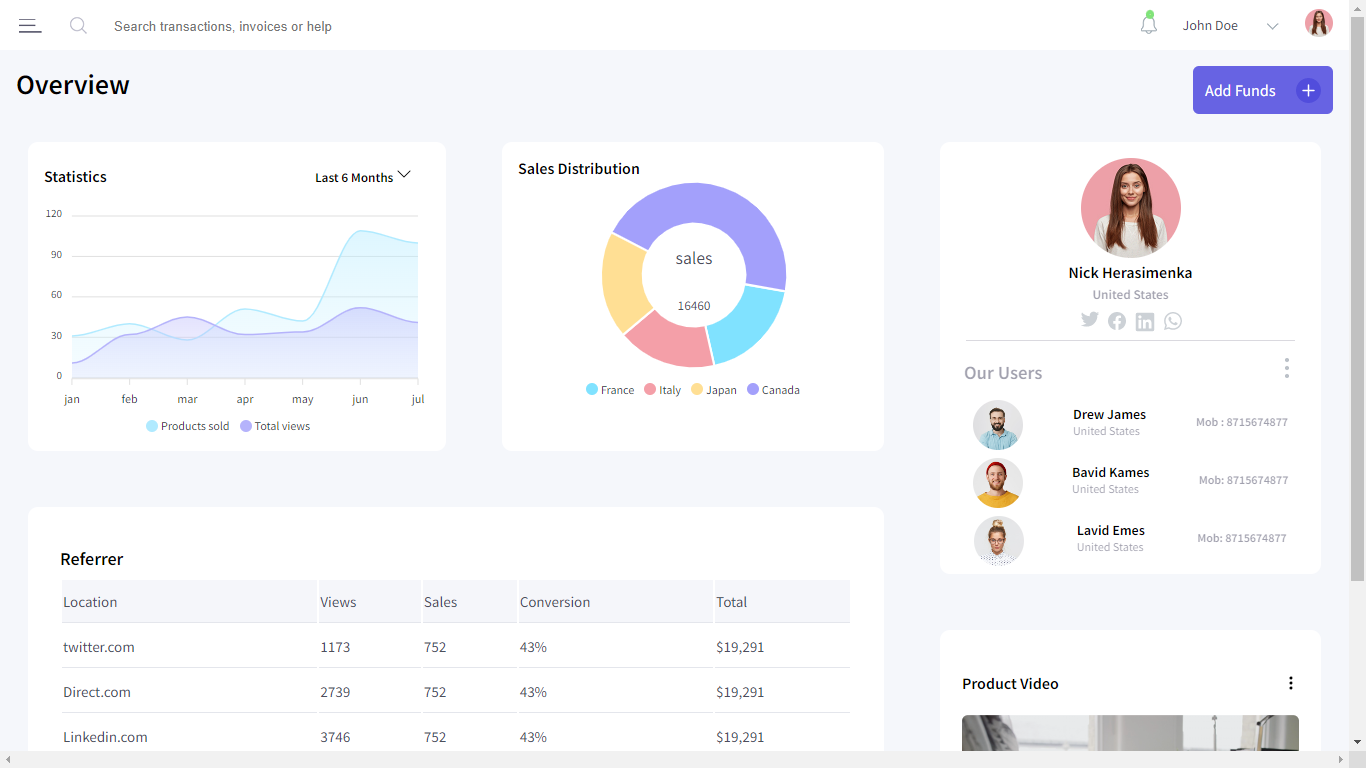 Search transactions, invoices or help
John Doe
Overview
Add Funds
Statistics
Last 6 Months
120
90
60
30
0
jan feb mar apr may jun jul
Products sold Total views
Sales Distribution
sales
16460
France Italy Japan Canada
Nick Herasimenka
United States
Our Users
Drew James
United States
Mob : 8715674877
Bavid Kames
United States
Mob: 8715674877
Lavid Emes
United States
Mob: 8715674877
Referrer
Location Views Sales Conversion Total
twitter.com 1173 752 43% $19,291
Direct.com 2739 752 43% $19,291
Linkedin.com 3746 752 43% $19,291
Product Video